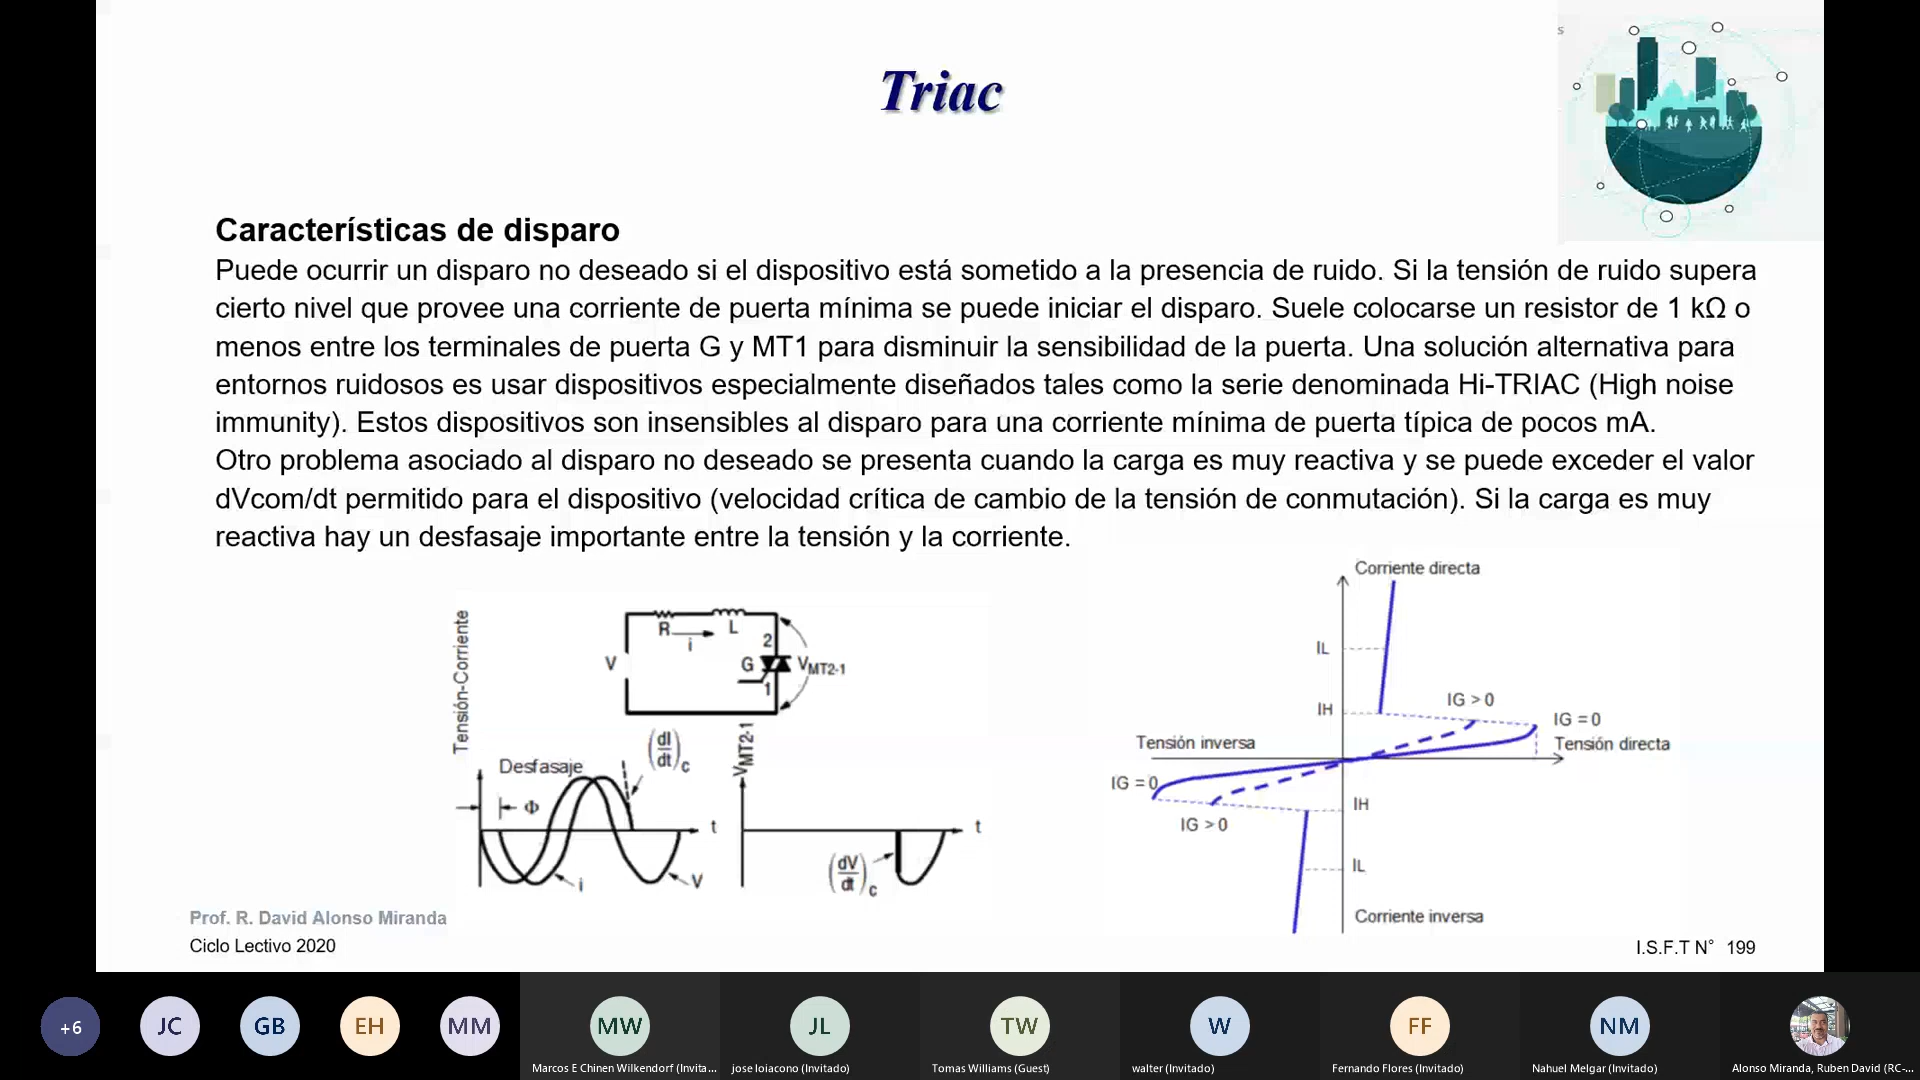 s
Triac
Características de disparo
Puede ocurrir un disparo no deseado si el dispositivo está sometido a la presencia de ruido. Si la tensión de ruido supera
cierto nivel que provee una corriente de puerta mínima se puede iniciar el disparo. Suele colocarse un resistor de 1 kΩ o
menos entre los terminales de puerta G y MT1 para disminuir la sensibilidad de la puerta. Una solución alternativa para
entornos ruidosos es usar dispositivos especialmente diseñados tales como la serie denominada Hi-TRIAC (High noise
immunity). Estos dispositivos son insensibles al disparo para una corriente mínima de puerta típica de pocos mA.
Otro problema asociado al disparo no deseado se presenta cuando la carga es muy reactiva y se puede exceder el valor
dVcom/dt permitido para el dispositivo (velocidad crítica de cambio de la tensión de conmutación). Si la carga es muy
reactiva hay un desfasaje importante entre la tensión y la corriente.
Tensión-Corriente
R
L
i
2
V
G
VMT2-1
1
Desfasaje
Φ
(dI/dt)c
t
i
V
VMT2-1
t
(dV/dt)c
Corriente directa
IL
IH
IG > 0
IG = 0
Tensión inversa
Tensión directa
IG = 0
IG > 0
IH
IL
Corriente inversa
Prof. R. David Alonso Miranda
Ciclo Lectivo 2020
I.S.F.T N° 199
+6
JC
GB
EH
MM
MW
JL
TW
W
FF
NM
Marcos E Chinen Wilkendorf (Invita...
jose loiacono (Invitado)
Tomas Williams (Guest)
walter (Invitado)
Fernando Flores (Invitado)
Nahuel Melgar (Invitado)
Alonso Miranda, Ruben David (RC-...